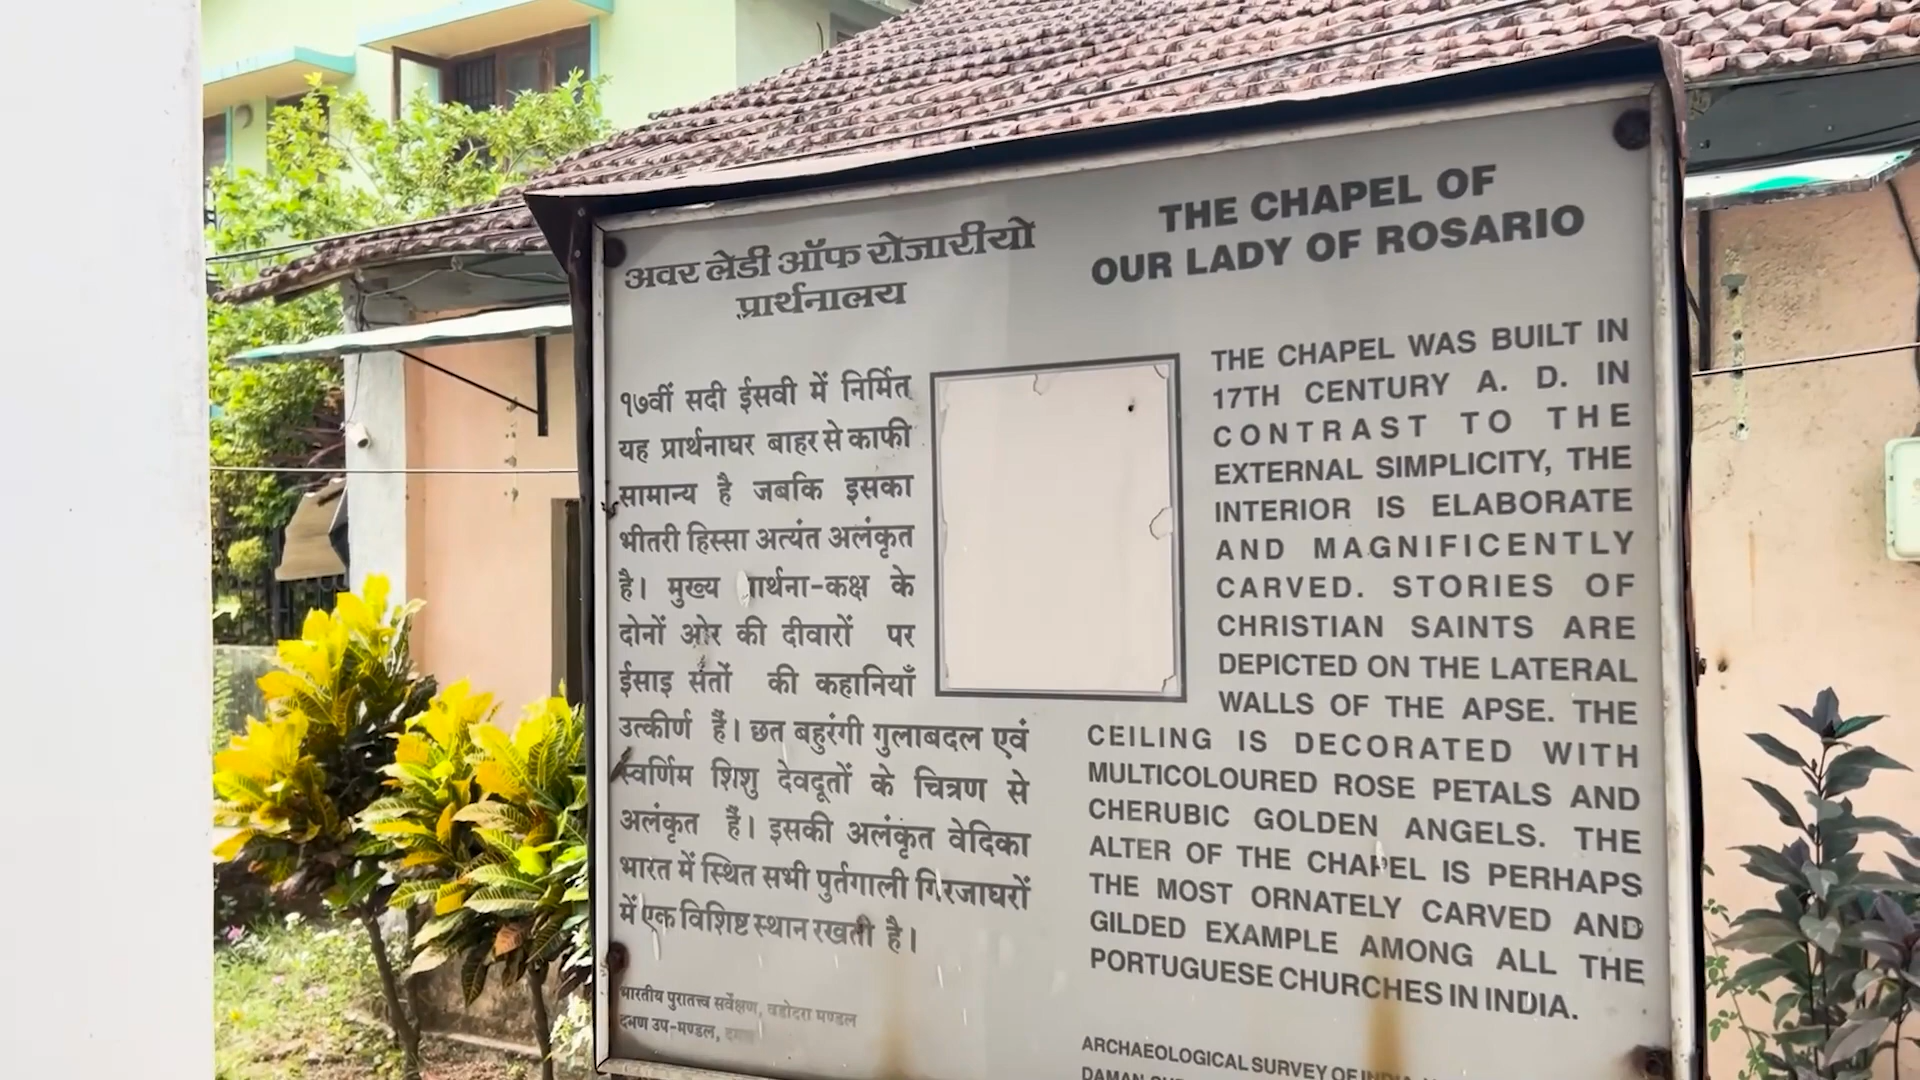 अवर लेडी ऑफ रोजारीयो
प्रार्थनालय
१७वीं सदी ईसवी में निर्मित
यह प्रार्थनाघर बाहर से काफी
सामान्य है जबकि इसका
भीतरी हिस्सा अत्यंत अलंकृत
है। मुख्य ार्थना-कक्ष के
दोनों ओर की दीवारों पर
ईसाइ संतों की कहानियाँ
उत्कीर्ण हैं। छत बहुरंगी गुलाबदल एवं
स्वर्णिम शिशु देवदूतों के चित्रण से
अलंकृत हैं। इसकी अलंकृत वेदिका
भारत में स्थित सभी पुर्तगाली गिरजाघरों
में एक विशिष्ट स्थान रखती है।
भारतीय पुरातत्त्व सर्वेक्षण, वडोदरा मण्डल
दमण उप-मण्डल,
THE CHAPEL OF
OUR LADY OF ROSARIO
THE CHAPEL WAS BUILT IN
17TH CENTURY A. D. IN
CONTRAST TO THE
EXTERNAL SIMPLICITY, THE
INTERIOR IS ELABORATE
AND MAGNIFICENTLY
CARVED. STORIES OF
CHRISTIAN SAINTS ARE
DEPICTED ON THE LATERAL
WALLS OF THE APSE. THE
CEILING IS DECORATED WITH
MULTICOLOURED ROSE PETALS AND
CHERUBIC GOLDEN ANGELS. THE
ALTER OF THE CHAPEL IS PERHAPS
THE MOST ORNATELY CARVED AND
GILDED EXAMPLE AMONG ALL THE
PORTUGUESE CHURCHES IN INDIA.
ARCHAEOLOGICAL SURVEY OF INDIA,
DAMAN